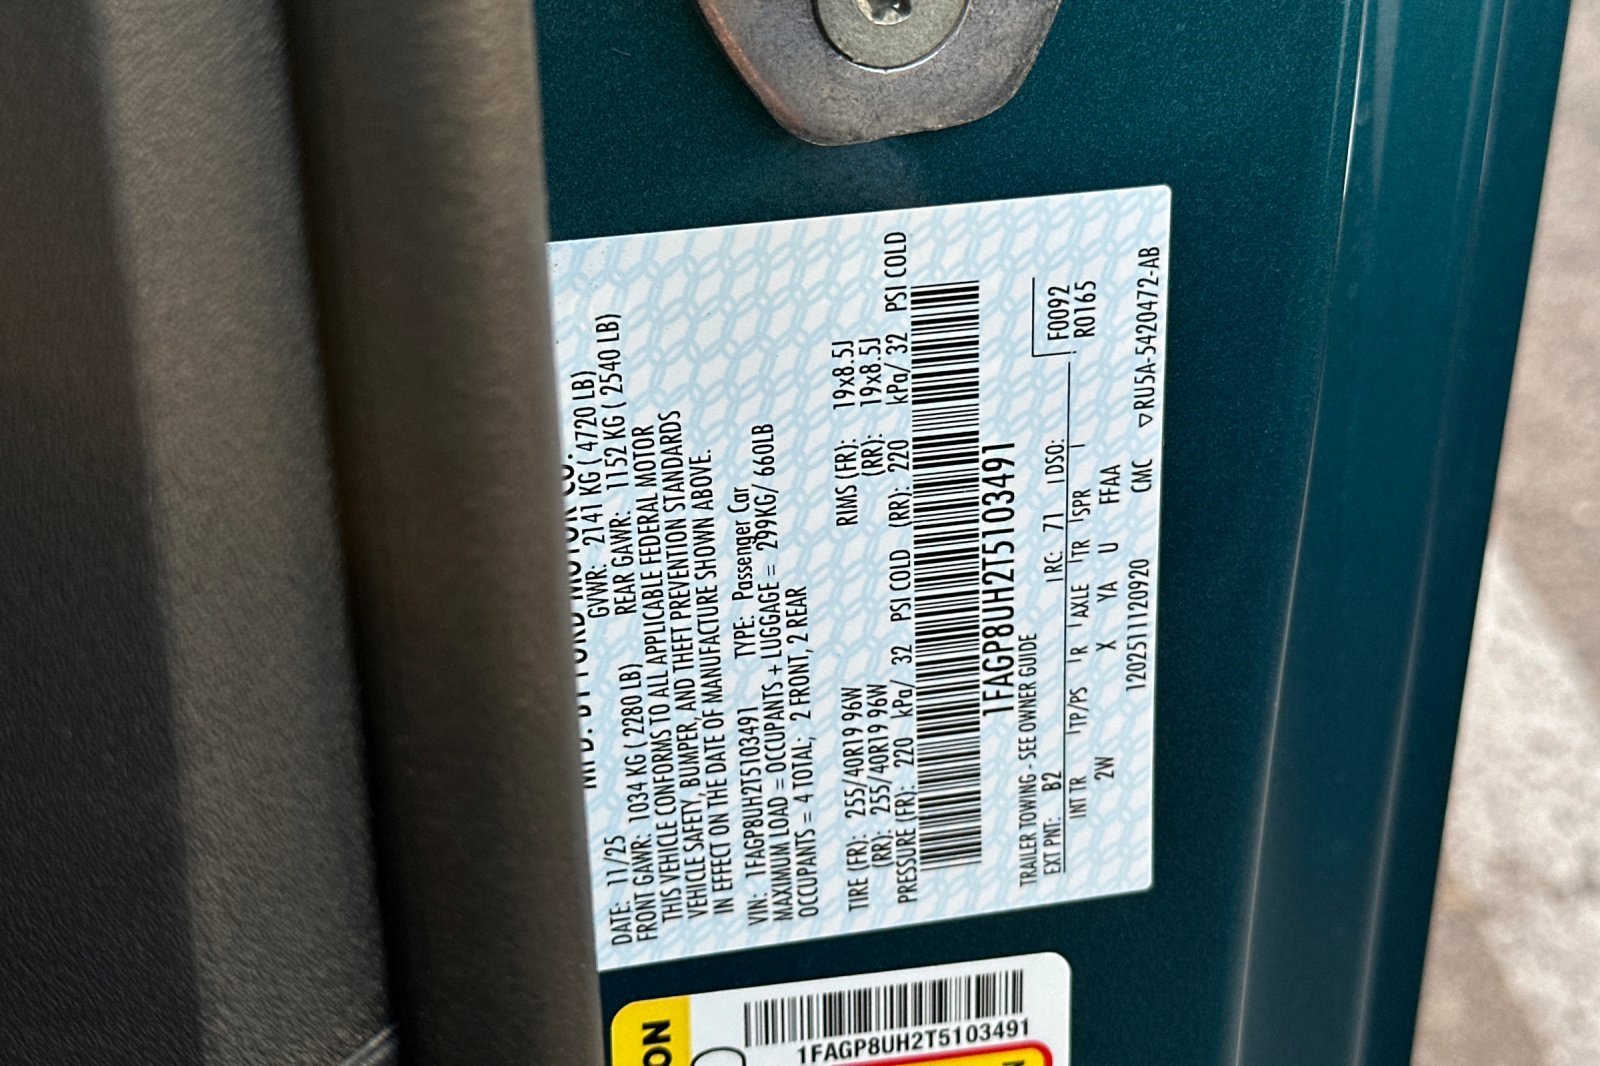 MFD. BY FORD MOTOR CO.
DATE: 11/25 GVWR: 2141 KG ( 4720 LB)
FRONT GAWR: 1034 KG ( 2280 LB) REAR GAWR: 1152 KG ( 2540 LB)
THIS VEHICLE CONFORMS TO ALL APPLICABLE FEDERAL MOTOR
VEHICLE SAFETY, BUMPER, AND THEFT PREVENTION STANDARDS
IN EFFECT ON THE DATE OF MANUFACTURE SHOWN ABOVE.
VIN: 1FAGP8UH2T5103491 TYPE: Passenger Car
MAXIMUM LOAD = OCCUPANTS + LUGGAGE = 299KG/ 660LB
OCCUPANTS = 4 TOTAL; 2 FRONT, 2 REAR
TIRE (FR): 255/40R19 96W RIMS (FR): 19x8.5J
(RR): 255/40R19 96W (RR): 19x8.5J
PRESSURE (FR): 220 kPa/ 32 PSI COLD (RR): 220 kPa/ 32 PSI COLD
1FAGP8UH2T5103491
TRAILER TOWING - SEE OWNER GUIDE
F0092
EXT PNT: B2 RC: 71 DSO: R0165
INT TR TP/PS R AXLE TR SPR
2W X YA U FFAA
12025111120920 CMC ▽RU5A-5420472-AB
ON
1FAGP8UH2T5103491